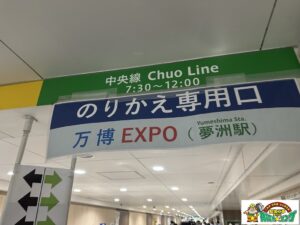 中央線 Chuo Line
7:30〜12:00
のりかえ専用口
Yumeshima Sta.
万博 EXPO (夢洲駅)